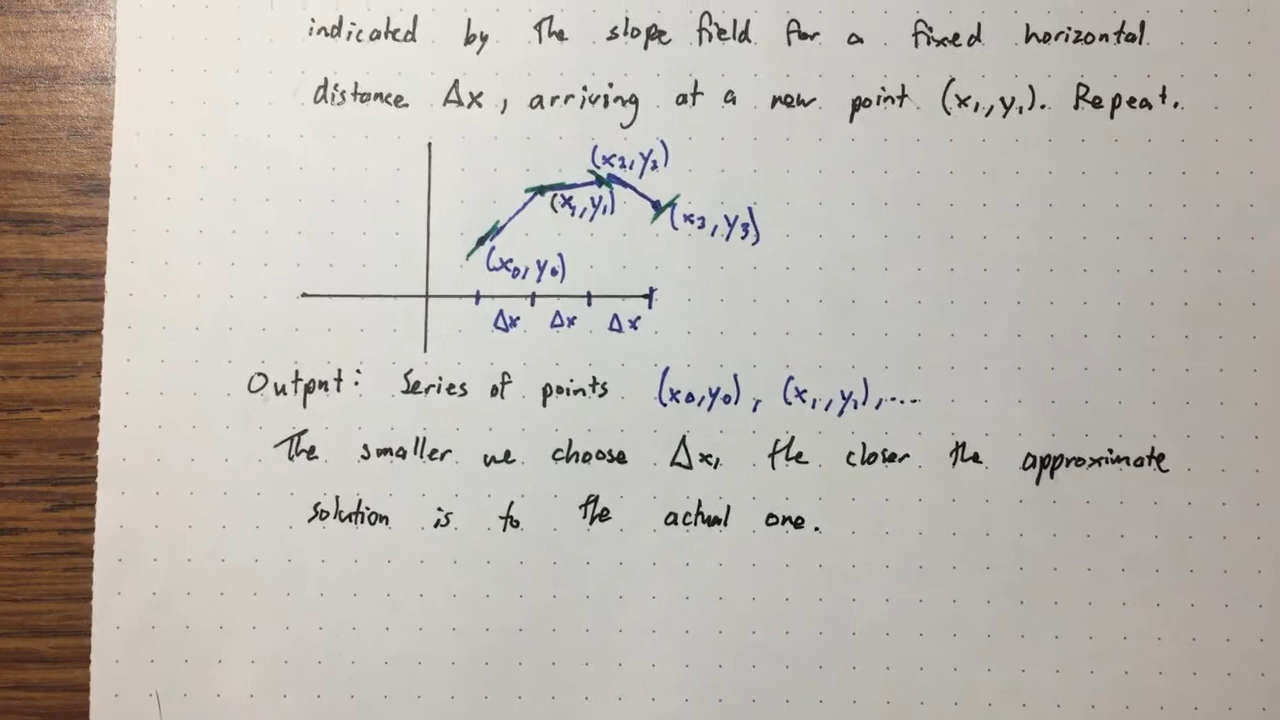 indicated by the slope field for a fixed horizontal
distance Δx, arriving at a new point (x₁, y₁). Repeat.
(x₂, y₂)
(x₁, y₁)
(x₃, y₃)
(x₀, y₀)
Δx Δx Δx
Output: Series of points (x₀, y₀), (x₁, y₁), ....
The smaller we choose Δx, the closer the approximate
solution is to the actual one.